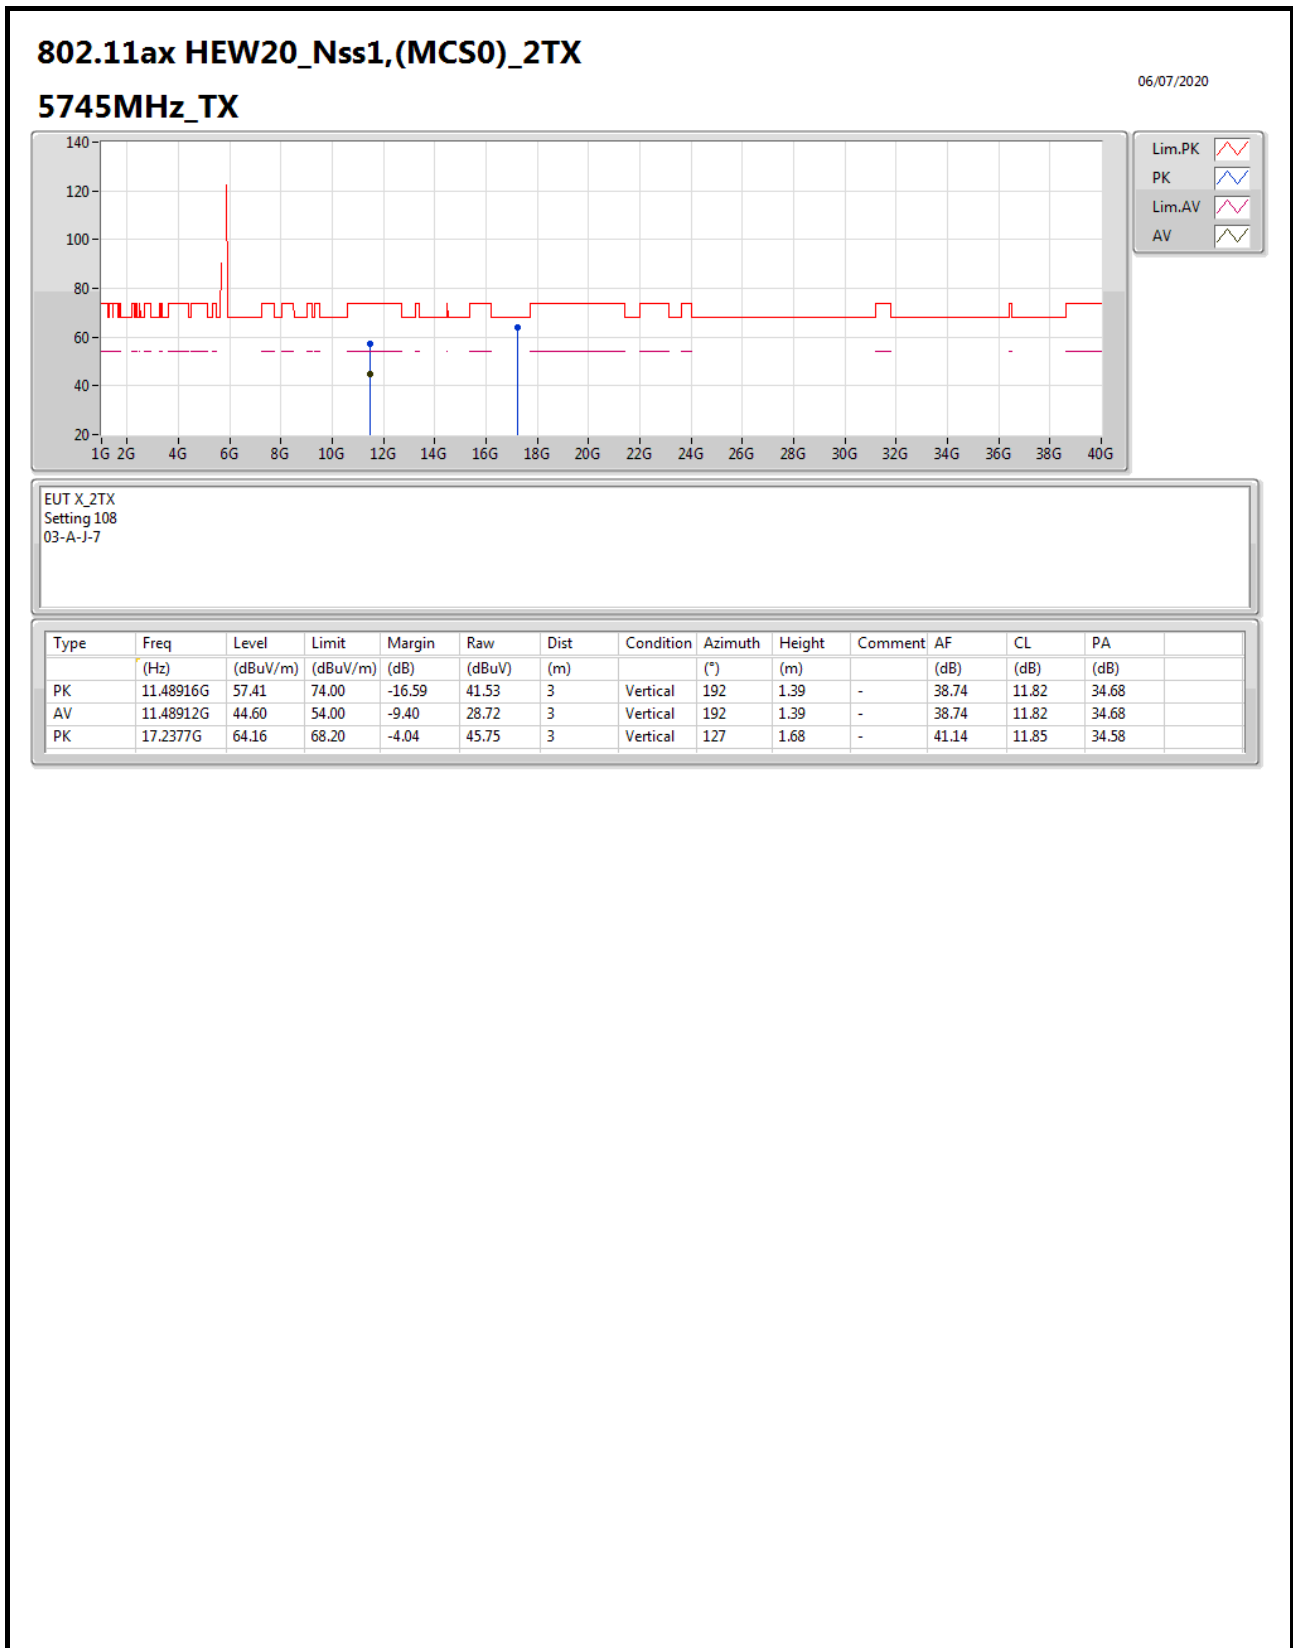 802.11ax HEW20_Nss1,(MCS0)_2TX
06/07/2020
5745MHz_TX
140
120
100
80
60
40
20
1G 2G 4G 6G 8G 10G 12G 14G 16G 18G 20G 22G 24G 26G 28G 30G 32G 34G 36G 38G 40G
Lim.PK
PK
Lim.AV
AV
EUT X_2TX
Setting 108
03-A-J-7
Type Freq Level Limit Margin Raw Dist Condition Azimuth Height Comment AF CL PA
(Hz) (dBuV/m) (dBuV/m) (dB) (dBuV) (m) (°) (m) (dB) (dB) (dB)
PK 11.48916G 57.41 74.00 -16.59 41.53 3 Vertical 192 1.39 - 38.74 11.82 34.68
AV 11.48912G 44.60 54.00 -9.40 28.72 3 Vertical 192 1.39 - 38.74 11.82 34.68
PK 17.2377G 64.16 68.20 -4.04 45.75 3 Vertical 127 1.68 - 41.14 11.85 34.58